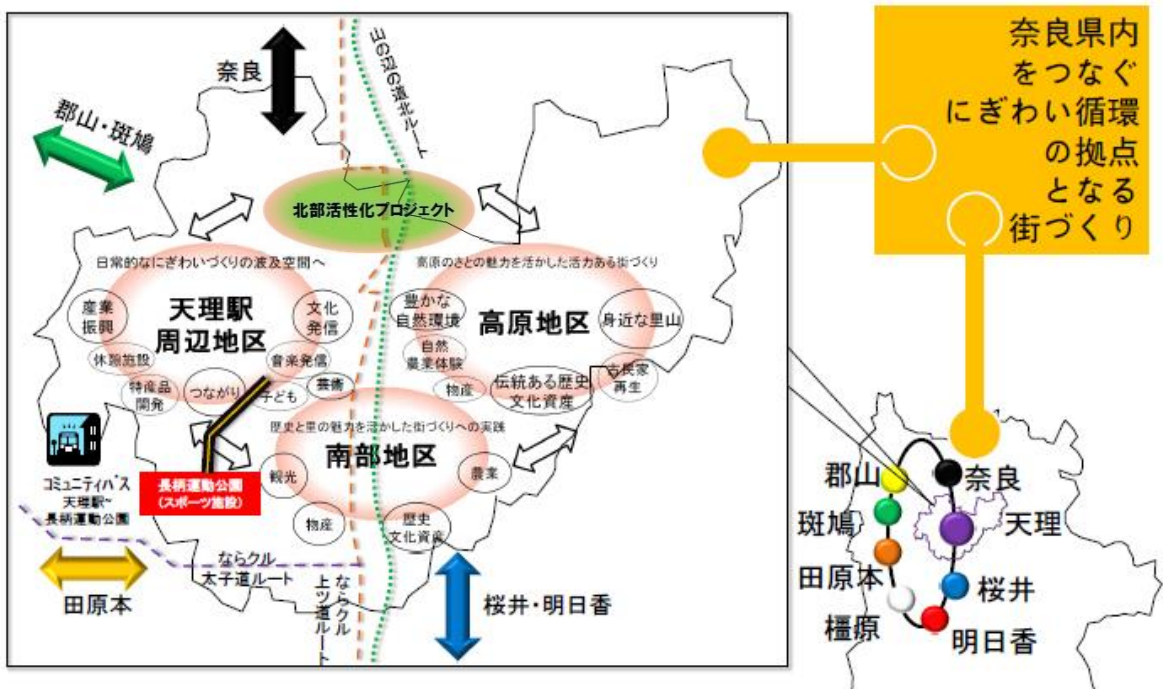 奈良県内
をつなぐ
にぎわい循環
の拠点
となる
街づくり
奈良
山の辺の道北ルート
郡山・斑鳩
北部活性化プロジェクト
日常的なにぎわいづくりの波及空間へ
天理駅
周辺地区
産業
振興
文化
発信
休憩施設
音楽発信
特産品
開発
つながり
子ども
芸術
高原のさとの魅力を活かした活力ある街づくり
高原地区
豊かな
自然環境
身近な里山
自然
農業体験
物産
伝統ある歴史
文化資産
古民家
再生
歴史と里の魅力を活かした街づくりへの実践
南部地区
観光
農業
物産
歴史
文化資産
コミュニティバス
天理駅~
長柄運動公園
長柄運動公園
(スポーツ施設)
ならクル
太子道ルート
ならクル
上ツ道ルート
田原本
桜井・明日香
郡山
奈良
斑鳩
天理
田原本
桜井
橿原
明日香